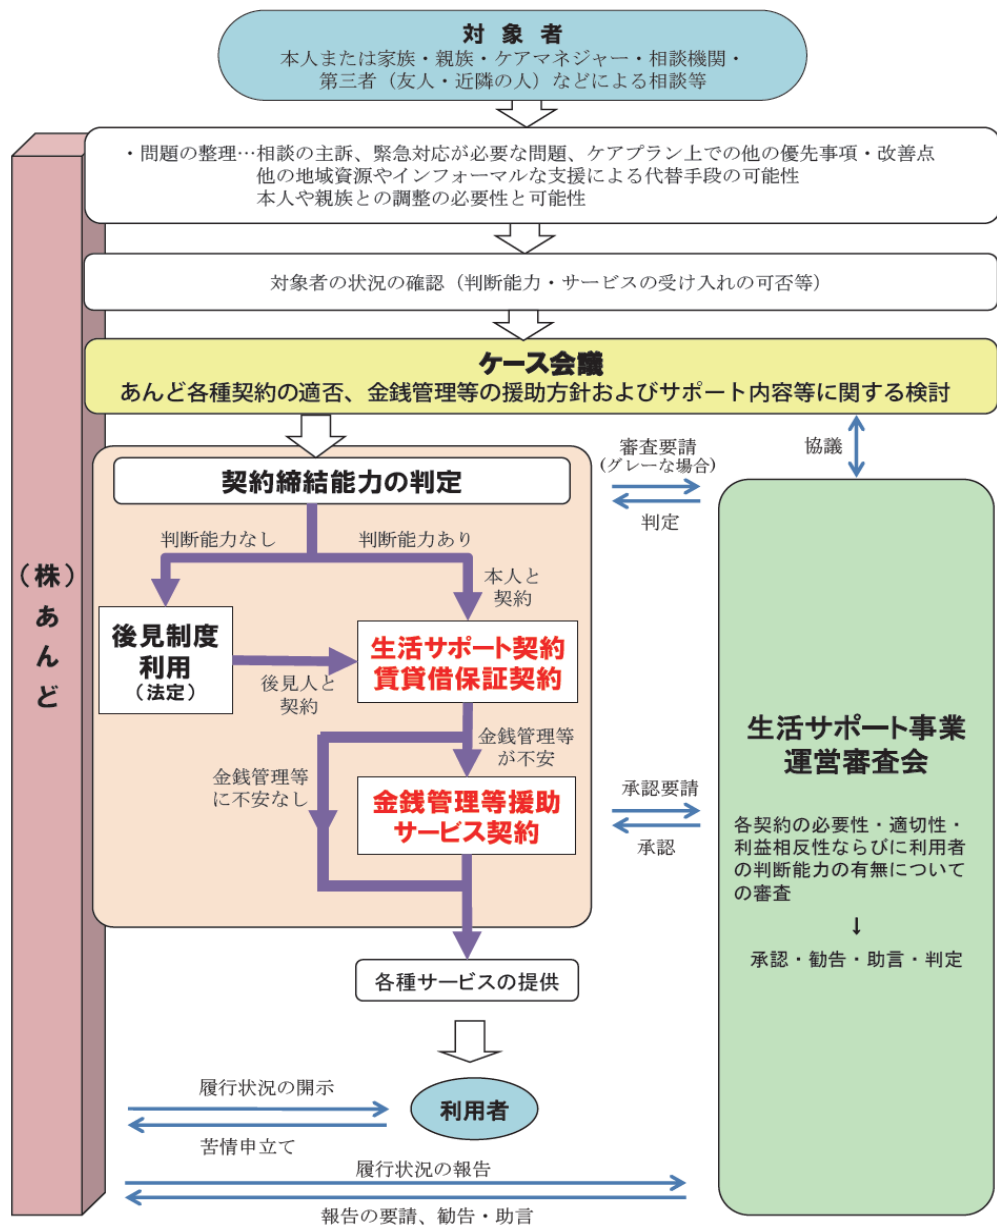 対象者
本人または家族・親族・ケアマネジャー・相談機関・
第三者（友人・近隣の人）などによる相談等
・問題の整理…相談の主訴、緊急対応が必要な問題、ケアプラン上での他の優先事項・改善点
他の地域資源やインフォーマルな支援による代替手段の可能性
本人や親族との調整の必要性と可能性
対象者の状況の確認（判断能力・サービスの受け入れの可否等）
ケース会議
あんど各種契約の適否、金銭管理等の援助方針およびサポート内容等に関する検討
協議
審査要請
(グレーな場合)
判定
契約締結能力の判定
判断能力なし
判断能力あり
本人と
契約
（株）あんど
後見制度
利用
（法定）
後見人と
契約
生活サポート契約
賃貸借保証契約
金銭管理等
が不安
金銭管理等
に不安なし
金銭管理等援助
サービス契約
承認要請
承認
生活サポート事業
運営審査会
各契約の必要性・適切性・
利益相反性ならびに利用者
の判断能力の有無について
の審査
↓
承認・勧告・助言・判定
各種サービスの提供
利用者
履行状況の開示
苦情申立て
履行状況の報告
報告の要請、勧告・助言